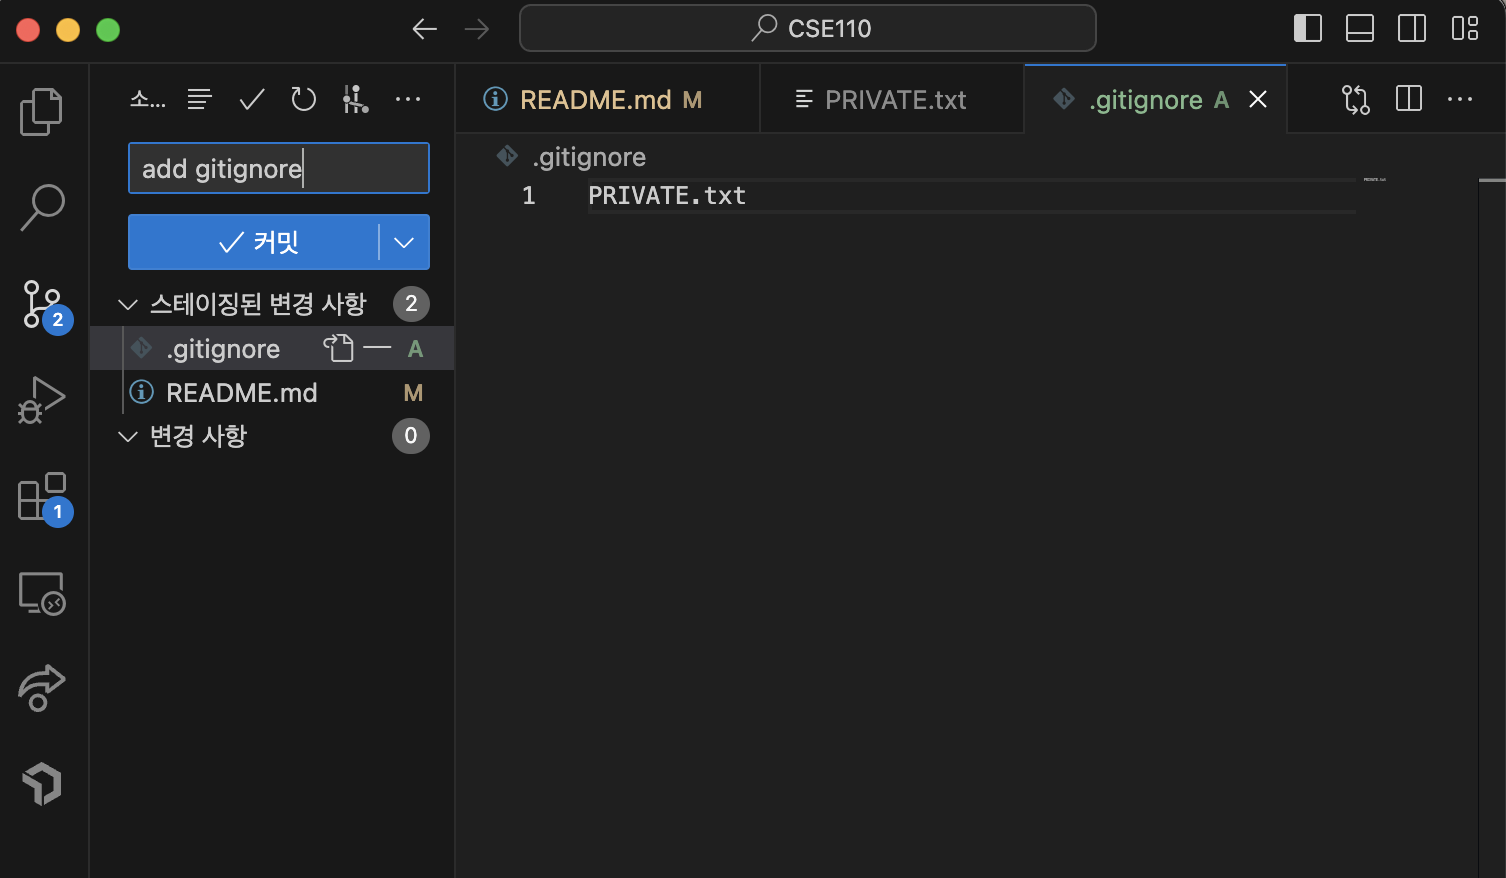 CSE110
소...
README.md M
PRIVATE.txt
.gitignore A
add gitignore
.gitignore
1 PRIVATE.txt
커밋
스테이징된 변경 사항 2
.gitignore A
README.md M
변경 사항 0
2
1